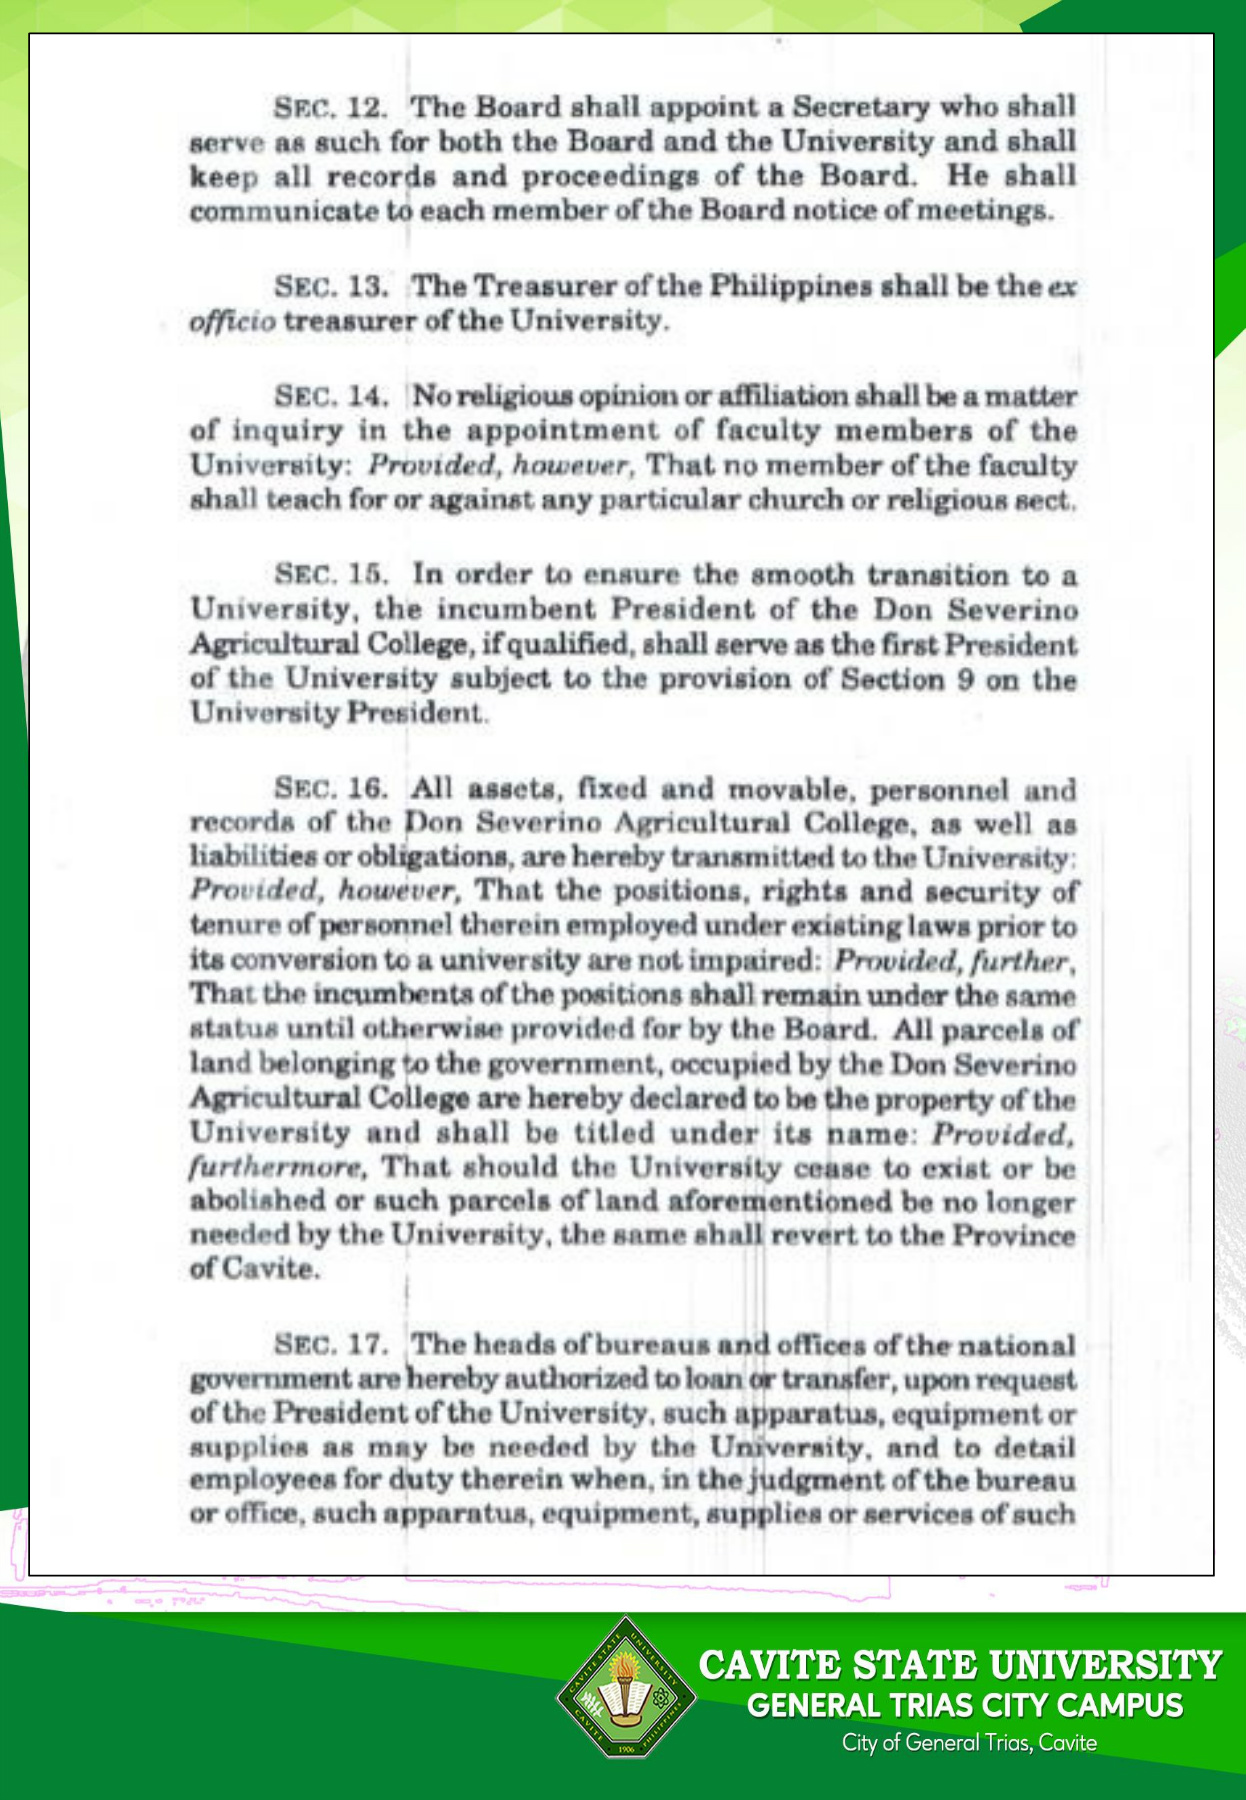 SEC. 12. The Board shall appoint a Secretary who shall
serve as such for both the Board and the University and shall
keep all records and proceedings of the Board. He shall
communicate to each member of the Board notice of meetings.
SEC. 13. The Treasurer of the Philippines shall be the ex
officio treasurer of the University.
SEC. 14. No religious opinion or affiliation shall be a matter
of inquiry in the appointment of faculty members of the
University: Provided, however, That no member of the faculty
shall teach for or against any particular church or religious sect.
SEC. 15. In order to ensure the smooth transition to a
University, the incumbent President of the Don Severino
Agricultural College, if qualified, shall serve as the first President
of the University subject to the provision of Section 9 on the
University President.
SEC. 16. All assets, fixed and movable, personnel and
records of the Don Severino Agricultural College, as well as
liabilities or obligations, are hereby transmitted to the University:
Provided, however, That the positions, rights and security of
tenure of personnel therein employed under existing laws prior to
its conversion to a university are not impaired: Provided, further,
That the incumbents of the positions shall remain under the same
status until otherwise provided for by the Board. All parcels of
land belonging to the government, occupied by the Don Severino
Agricultural College are hereby declared to be the property of the
University and shall be titled under its name: Provided,
furthermore, That should the University cease to exist or be
abolished or such parcels of land aforementioned be no longer
needed by the University, the same shall revert to the Province
of Cavite.
SEC. 17. The heads of bureaus and offices of the national
government are hereby authorized to loan or transfer, upon request
of the President of the University, such apparatus, equipment or
supplies as may be needed by the University, and to detail
employees for duty therein when, in the judgment of the bureau
or office, such apparatus, equipment, supplies or services of such
CAVITE STATE UNIVERSITY
CAVITE PHILIPPINES
1906
CAVITE STATE UNIVERSITY
GENERAL TRIAS CITY CAMPUS
City of General Trias, Cavite